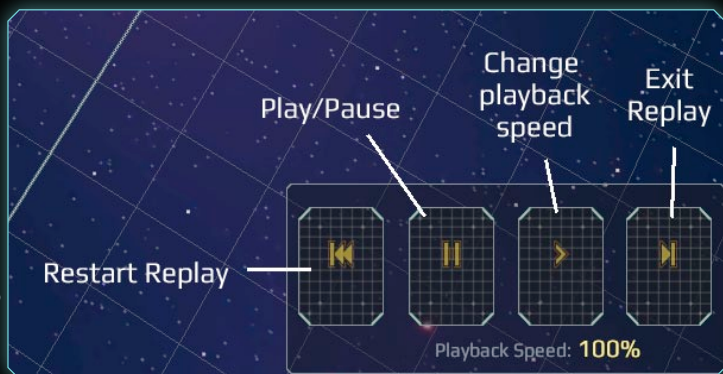 Change
playback
speed
Exit
Replay
Play/Pause
Restart Replay
Playback Speed: 100%